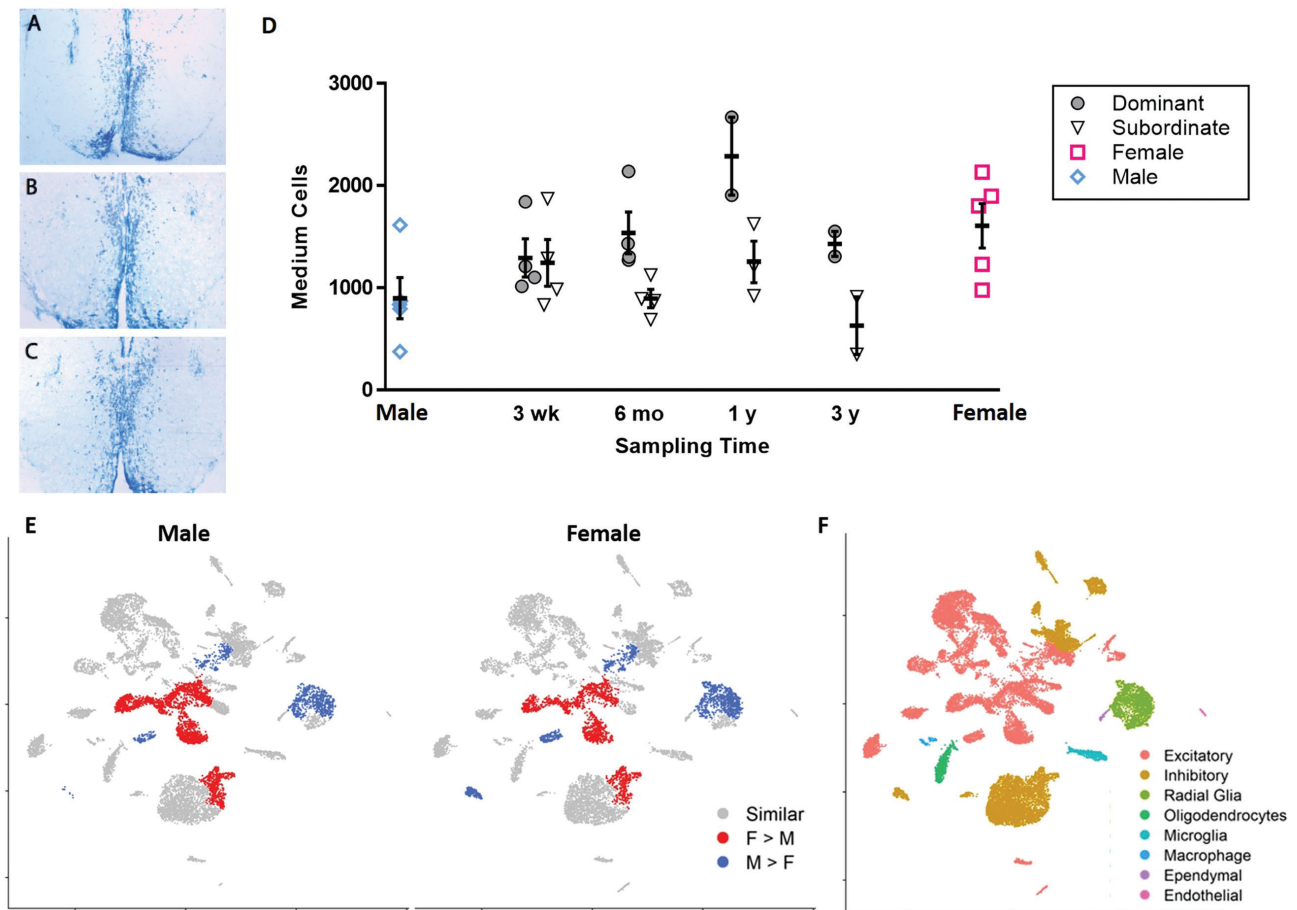 A
B
C
D
3000
2000
1000
0
Medium Cells
Male
3 wk
6 mo
1 y
3 y
Female
Sampling Time
Dominant
Subordinate
Female
Male
E
Male
Female
Similar
F > M
M > F
F
Excitatory
Inhibitory
Radial Glia
Oligodendrocytes
Microglia
Macrophage
Ependymal
Endothelial